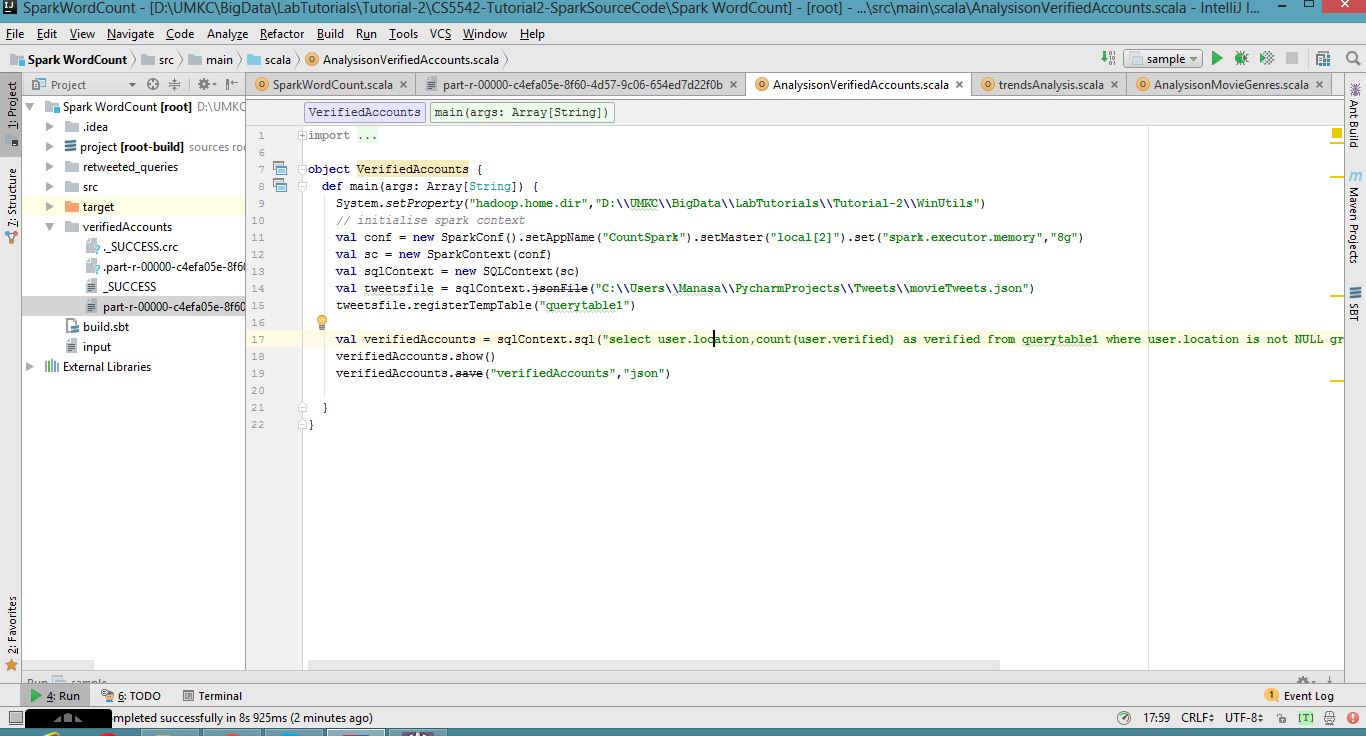 SparkWordCount - [D:\UMKC\BigData\LabTutorials\Tutorial-2\CS5542-Tutorial2-SparkSourceCode\Spark WordCount] - [root] - ...\src\main\scala\AnalysisonVerifiedAccounts.scala - IntelliJ I...
File Edit View Navigate Code Analyze Refactor Build Run Tools VCS Window Help
Spark WordCount src main scala AnalysisonVerifiedAccounts.scala sample
Project SparkWordCount.scala part-r-00000-c4efa05e-8f60-4d57-9c06-654ed7d22f0b AnalysisonVerifiedAccounts.scala trendsAnalysis.scala AnalysisonMovieGenres.scala
1: Project
7: Structure
2: Favorites
Spark WordCount [root] D:\UMKC
.idea
project [root-build] sources roo
retweeted_queries
src
target
verifiedAccounts
._SUCCESS.crc
.part-r-00000-c4efa05e-8f60
_SUCCESS
part-r-00000-c4efa05e-8f60
build.sbt
input
External Libraries
VerifiedAccounts main(args: Array[String])
1 import ...
6
7 object VerifiedAccounts {
8 def main(args: Array[String]) {
9 System.setProperty("hadoop.home.dir","D:\\UMKC\\BigData\\LabTutorials\\Tutorial-2\\WinUtils")
10 // initialise spark context
11 val conf = new SparkConf().setAppName("CountSpark").setMaster("local[2]").set("spark.executor.memory","8g")
12 val sc = new SparkContext(conf)
13 val sqlContext = new SQLContext(sc)
14 val tweetsfile = sqlContext.jsonFile("C:\\Users\\Manasa\\PycharmProjects\\Tweets\\movieTweets.json")
15 tweetsfile.registerTempTable("querytable1")
16
17 val verifiedAccounts = sqlContext.sql("select user.location,count(user.verified) as verified from querytable1 where user.location is not NULL gr
18 verifiedAccounts.show()
19 verifiedAccounts.save("verifiedAccounts","json")
20
21 }
22 }
Ant Build
m Maven Projects
SBT
Run sample
4: Run 6: TODO Terminal 1 Event Log
ompleted successfully in 8s 925ms (2 minutes ago) 17:59 CRLF UTF-8 [T]